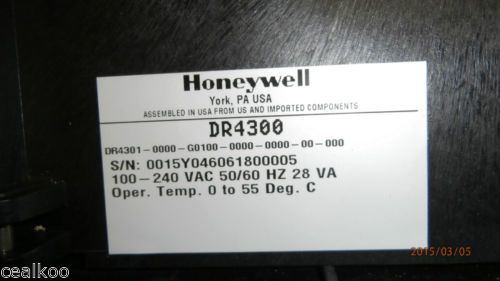 Honeywell
York, PA USA
ASSEMBLED IN USA FROM US AND IMPORTED COMPONENTS
DR4300
DR4301-0000-G0100-0000-0000-00-000
S/N: 0015Y046061800005
100-240 VAC 50/60 HZ 28 VA
Oper. Temp. 0 to 55 Deg. C
2015/03/05
cealkoo